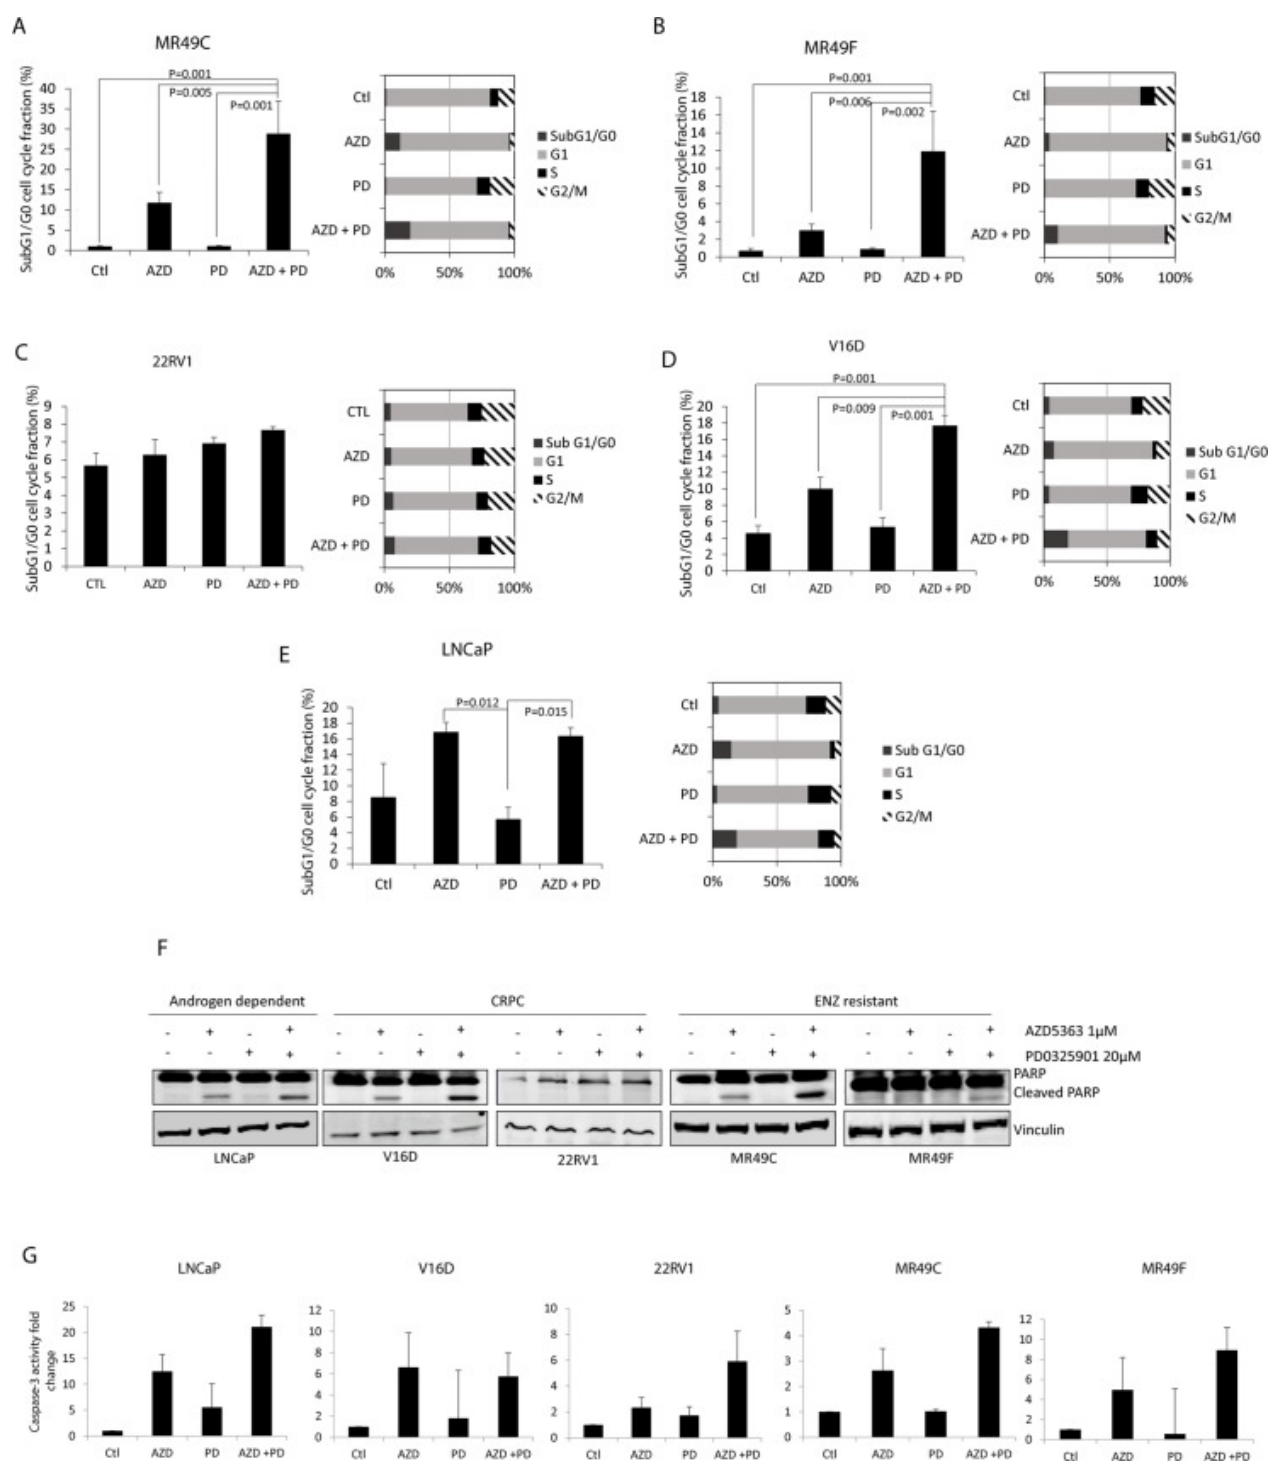 A
MR49C
SubG1/G0 cell cycle fraction (%)
40
35
30
25
20
15
10
5
0
P=0.001
P=0.005
P=0.001
Ctl AZD PD AZD + PD
Ctl
AZD
PD
AZD + PD
0% 50% 100%
SubG1/G0
G1
S
G2/M
B
MR49F
SubG1/G0 cell cycle fraction (%)
18
16
14
12
10
8
6
4
2
0
P=0.001
P=0.006
P=0.002
Ctl AZD PD AZD + PD
Ctl
AZD
PD
AZD + PD
0% 50% 100%
SubG1/G0
G1
S
G2/M
C
22RV1
SubG1/G0 cell cycle fraction (%)
9
8
7
6
5
4
3
2
1
0
CTL AZD PD AZD + PD
CTL
AZD
PD
AZD + PD
0% 50% 100%
Sub G1/G0
G1
S
G2/M
D
V16D
SubG1/G0 cell cycle fraction (%)
20
18
16
14
12
10
8
6
4
2
0
P=0.001
P=0.009
P=0.001
Ctl AZD PD AZD + PD
Ctl
AZD
PD
AZD + PD
0% 50% 100%
Sub G1/G0
G1
S
G2/M
E
LNCaP
SubG1/G0 cell cycle fraction (%)
20
18
16
14
12
10
8
6
4
2
0
P=0.012
P=0.015
Ctl AZD PD AZD + PD
Ctl
AZD
PD
AZD + PD
0% 50% 100%
Sub G1/G0
G1
S
G2/M
F
Androgen dependent CRPC ENZ resistant
- + - + - + - + - + - + - + - + - + - + AZD5363 1µM
- - + + - - + + - - + + - - + + - - + + PD0325901 20µM
PARP
Cleaved PARP
Vinculin
LNCaP V16D 22RV1 MR49C MR49F
G
Caspase-3 activity fold
change
LNCaP
25
20
15
10
5
0
Ctl AZD PD AZD +PD
V16D
12
10
8
6
4
2
0
Ctl AZD PD AZD +PD
22RV1
10
8
6
4
2
0
Ctl AZD PD AZD +PD
MR49C
5
4
3
2
1
0
Ctl AZD PD AZD +PD
MR49F
12
10
8
6
4
2
0
Ctl AZD PD AZD +PD